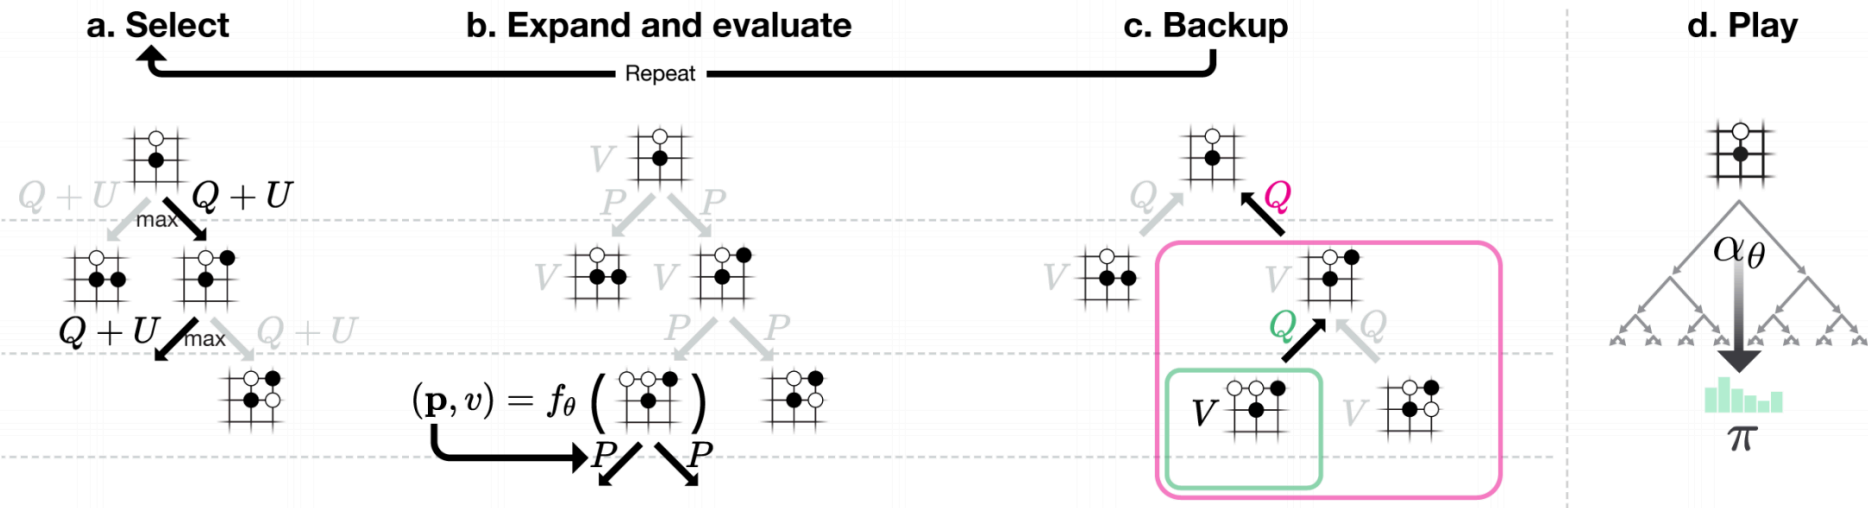 a. Select
b. Expand and evaluate
c. Backup
d. Play
Repeat
Q + U
max
Q + U
Q + U
max
Q + U
V
P
P
V
V
P
P
(p, v) = fθ ( )
P
P
Q
Q
V
V
Q
Q
V
V
αθ
π